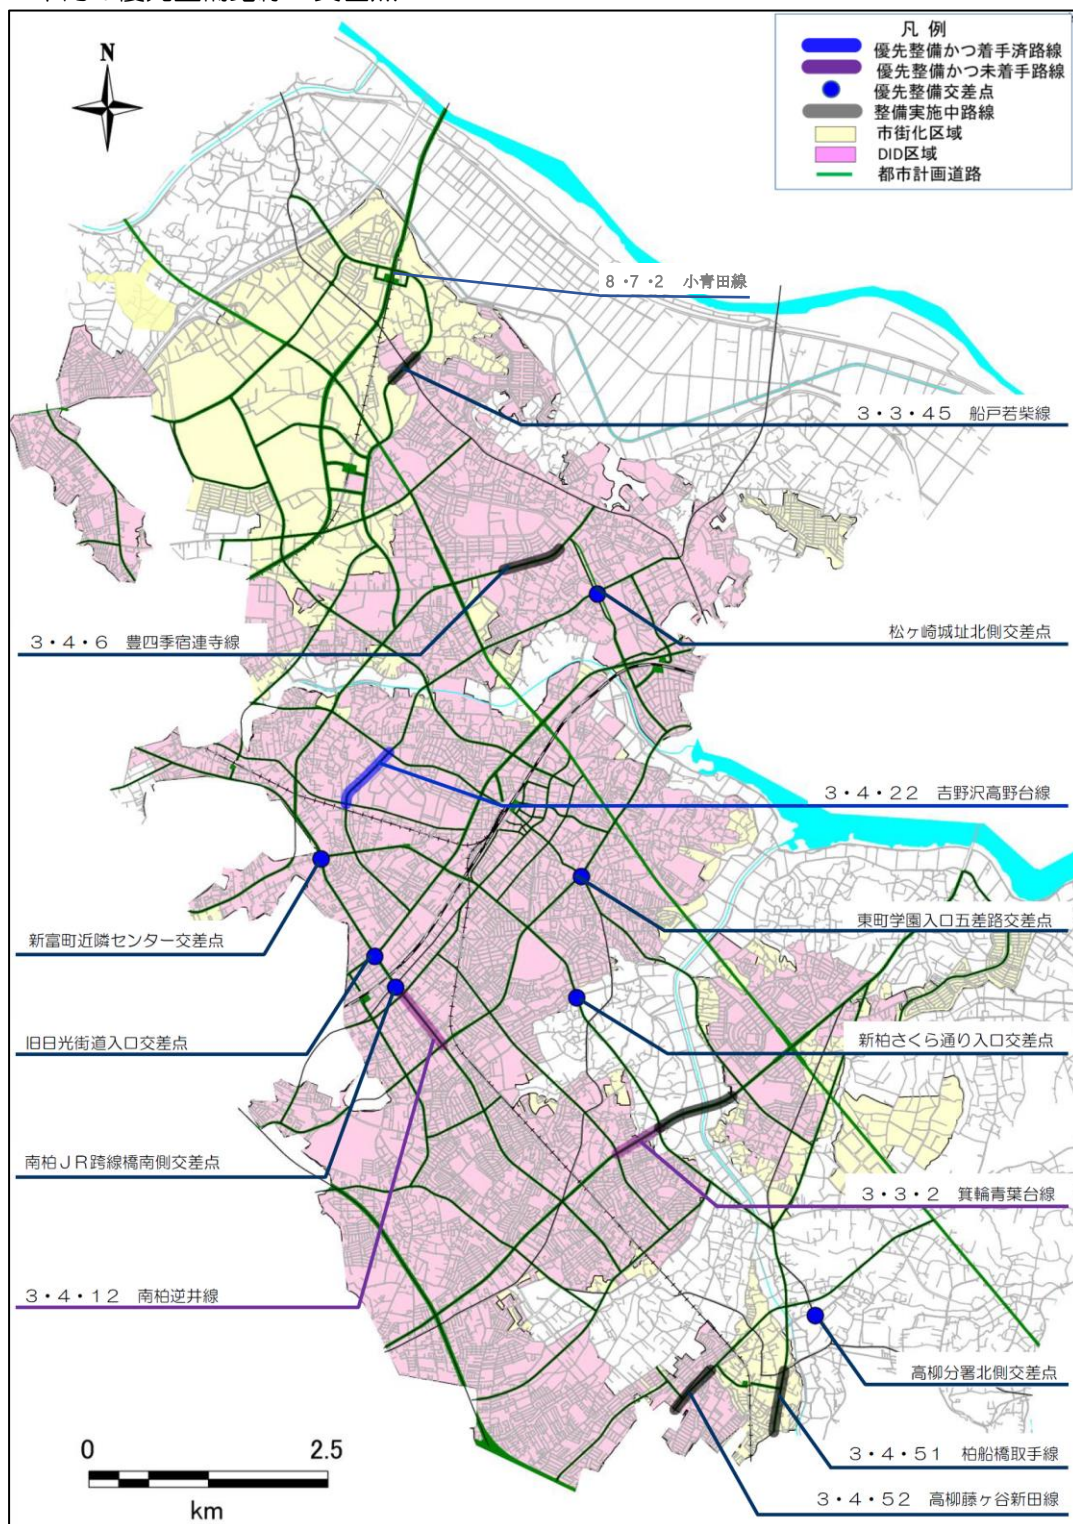 凡 例
優先整備かつ着手済路線
優先整備かつ未着手路線
優先整備交差点
整備実施中路線
市街化区域
DID区域
都市計画道路
N
8・7・2 小青田線
3・3・45 船戸若柴線
3・4・6 豊四季宿連寺線
松ヶ崎城址北側交差点
3・4・22 吉野沢高野台線
新富町近隣センター交差点
東町学園入口五差路交差点
旧日光街道入口交差点
新柏さくら通り入口交差点
南柏JR跨線橋南側交差点
3・3・2 箕輪青葉台線
3・4・12 南柏逆井線
高柳分署北側交差点
3・4・51 柏船橋取手線
3・4・52 高柳藤ヶ谷新田線
0 2.5
km